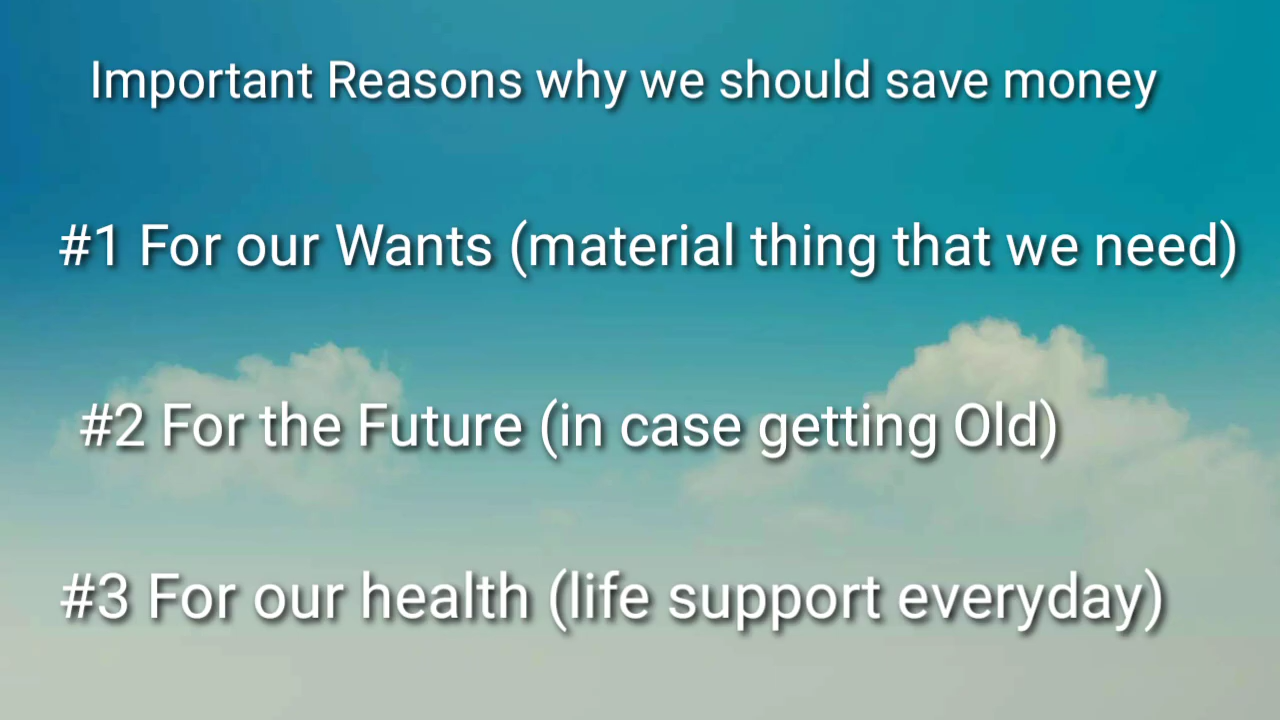 Important Reasons why we should save money
#1 For our Wants (material thing that we need)
#2 For the Future (in case getting Old)
#3 For our health (life support everyday)